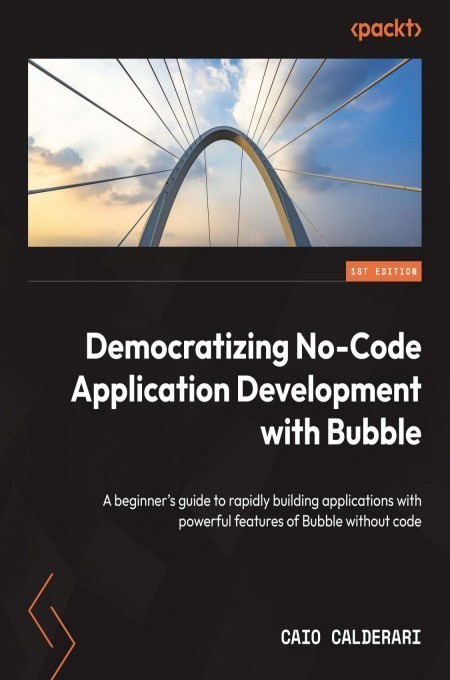 <packt>
1ST EDITION
Democratizing No-Code
Application Development
with Bubble
A beginner's guide to rapidly building applications with
powerful features of Bubble without code
CAIO CALDERARI